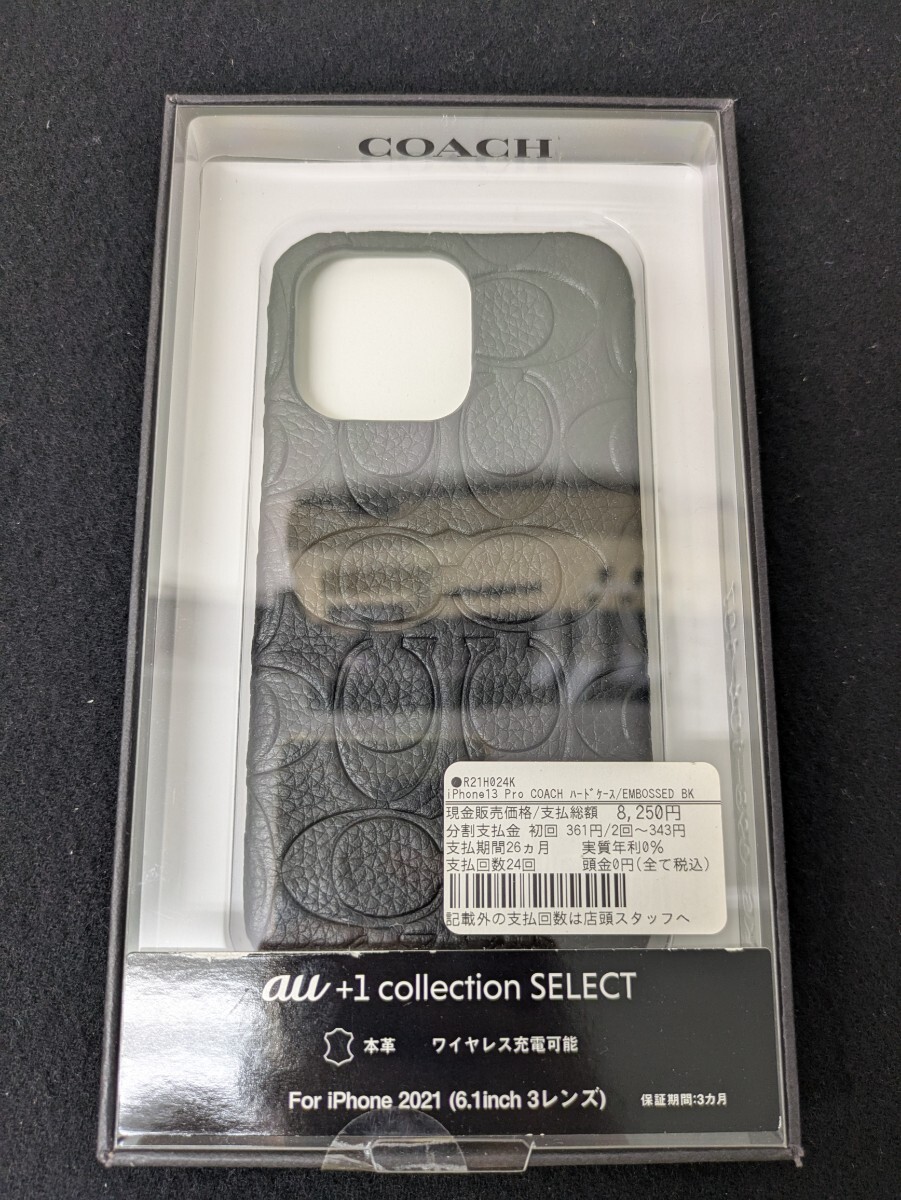 COACH
●R21H024K
iPhone13 Pro COACH ﾊｰﾄﾞｹｰｽ/EMBOSSED BK
現金販売価格/支払総額 8,250円
分割支払金 初回 361円/2回～343円
支払期間26ヵ月 実質年利0%
支払回数24回 頭金0円(全て税込)
記載外の支払回数は店頭スタッフへ
au +1 collection SELECT
本革 ワイヤレス充電可能
For iPhone 2021 (6.1inch 3レンズ) 保証期間:3カ月